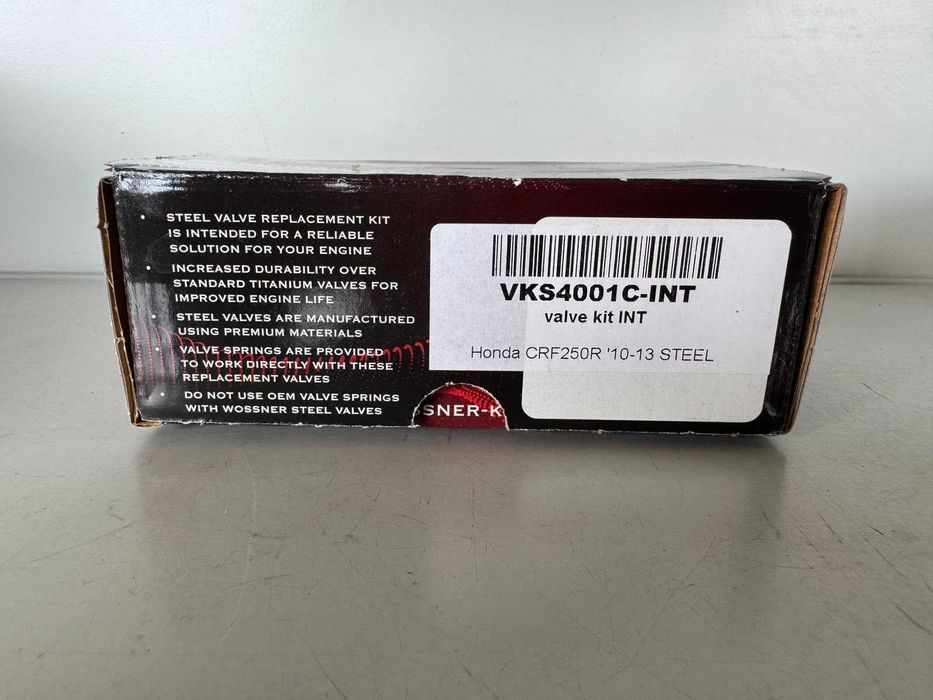 • STEEL VALVE REPLACEMENT KIT
IS INTENDED FOR A RELIABLE
SOLUTION FOR YOUR ENGINE
• INCREASED DURABILITY OVER
STANDARD TITANIUM VALVES FOR
IMPROVED ENGINE LIFE
• STEEL VALVES ARE MANUFACTURED
USING PREMIUM MATERIALS
• VALVE SPRINGS ARE PROVIDED
TO WORK DIRECTLY WITH THESE
REPLACEMENT VALVES
• DO NOT USE OEM VALVE SPRINGS
WITH WOSSNER STEEL VALVES
SNER-K
VKS4001C-INT
valve kit INT
Honda CRF250R '10-13 STEEL